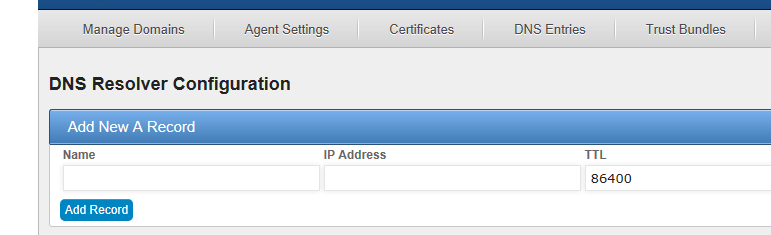 Manage Domains Agent Settings Certificates DNS Entries Trust Bundles
DNS Resolver Configuration
Add New A Record
Name IP Address TTL
86400
Add Record